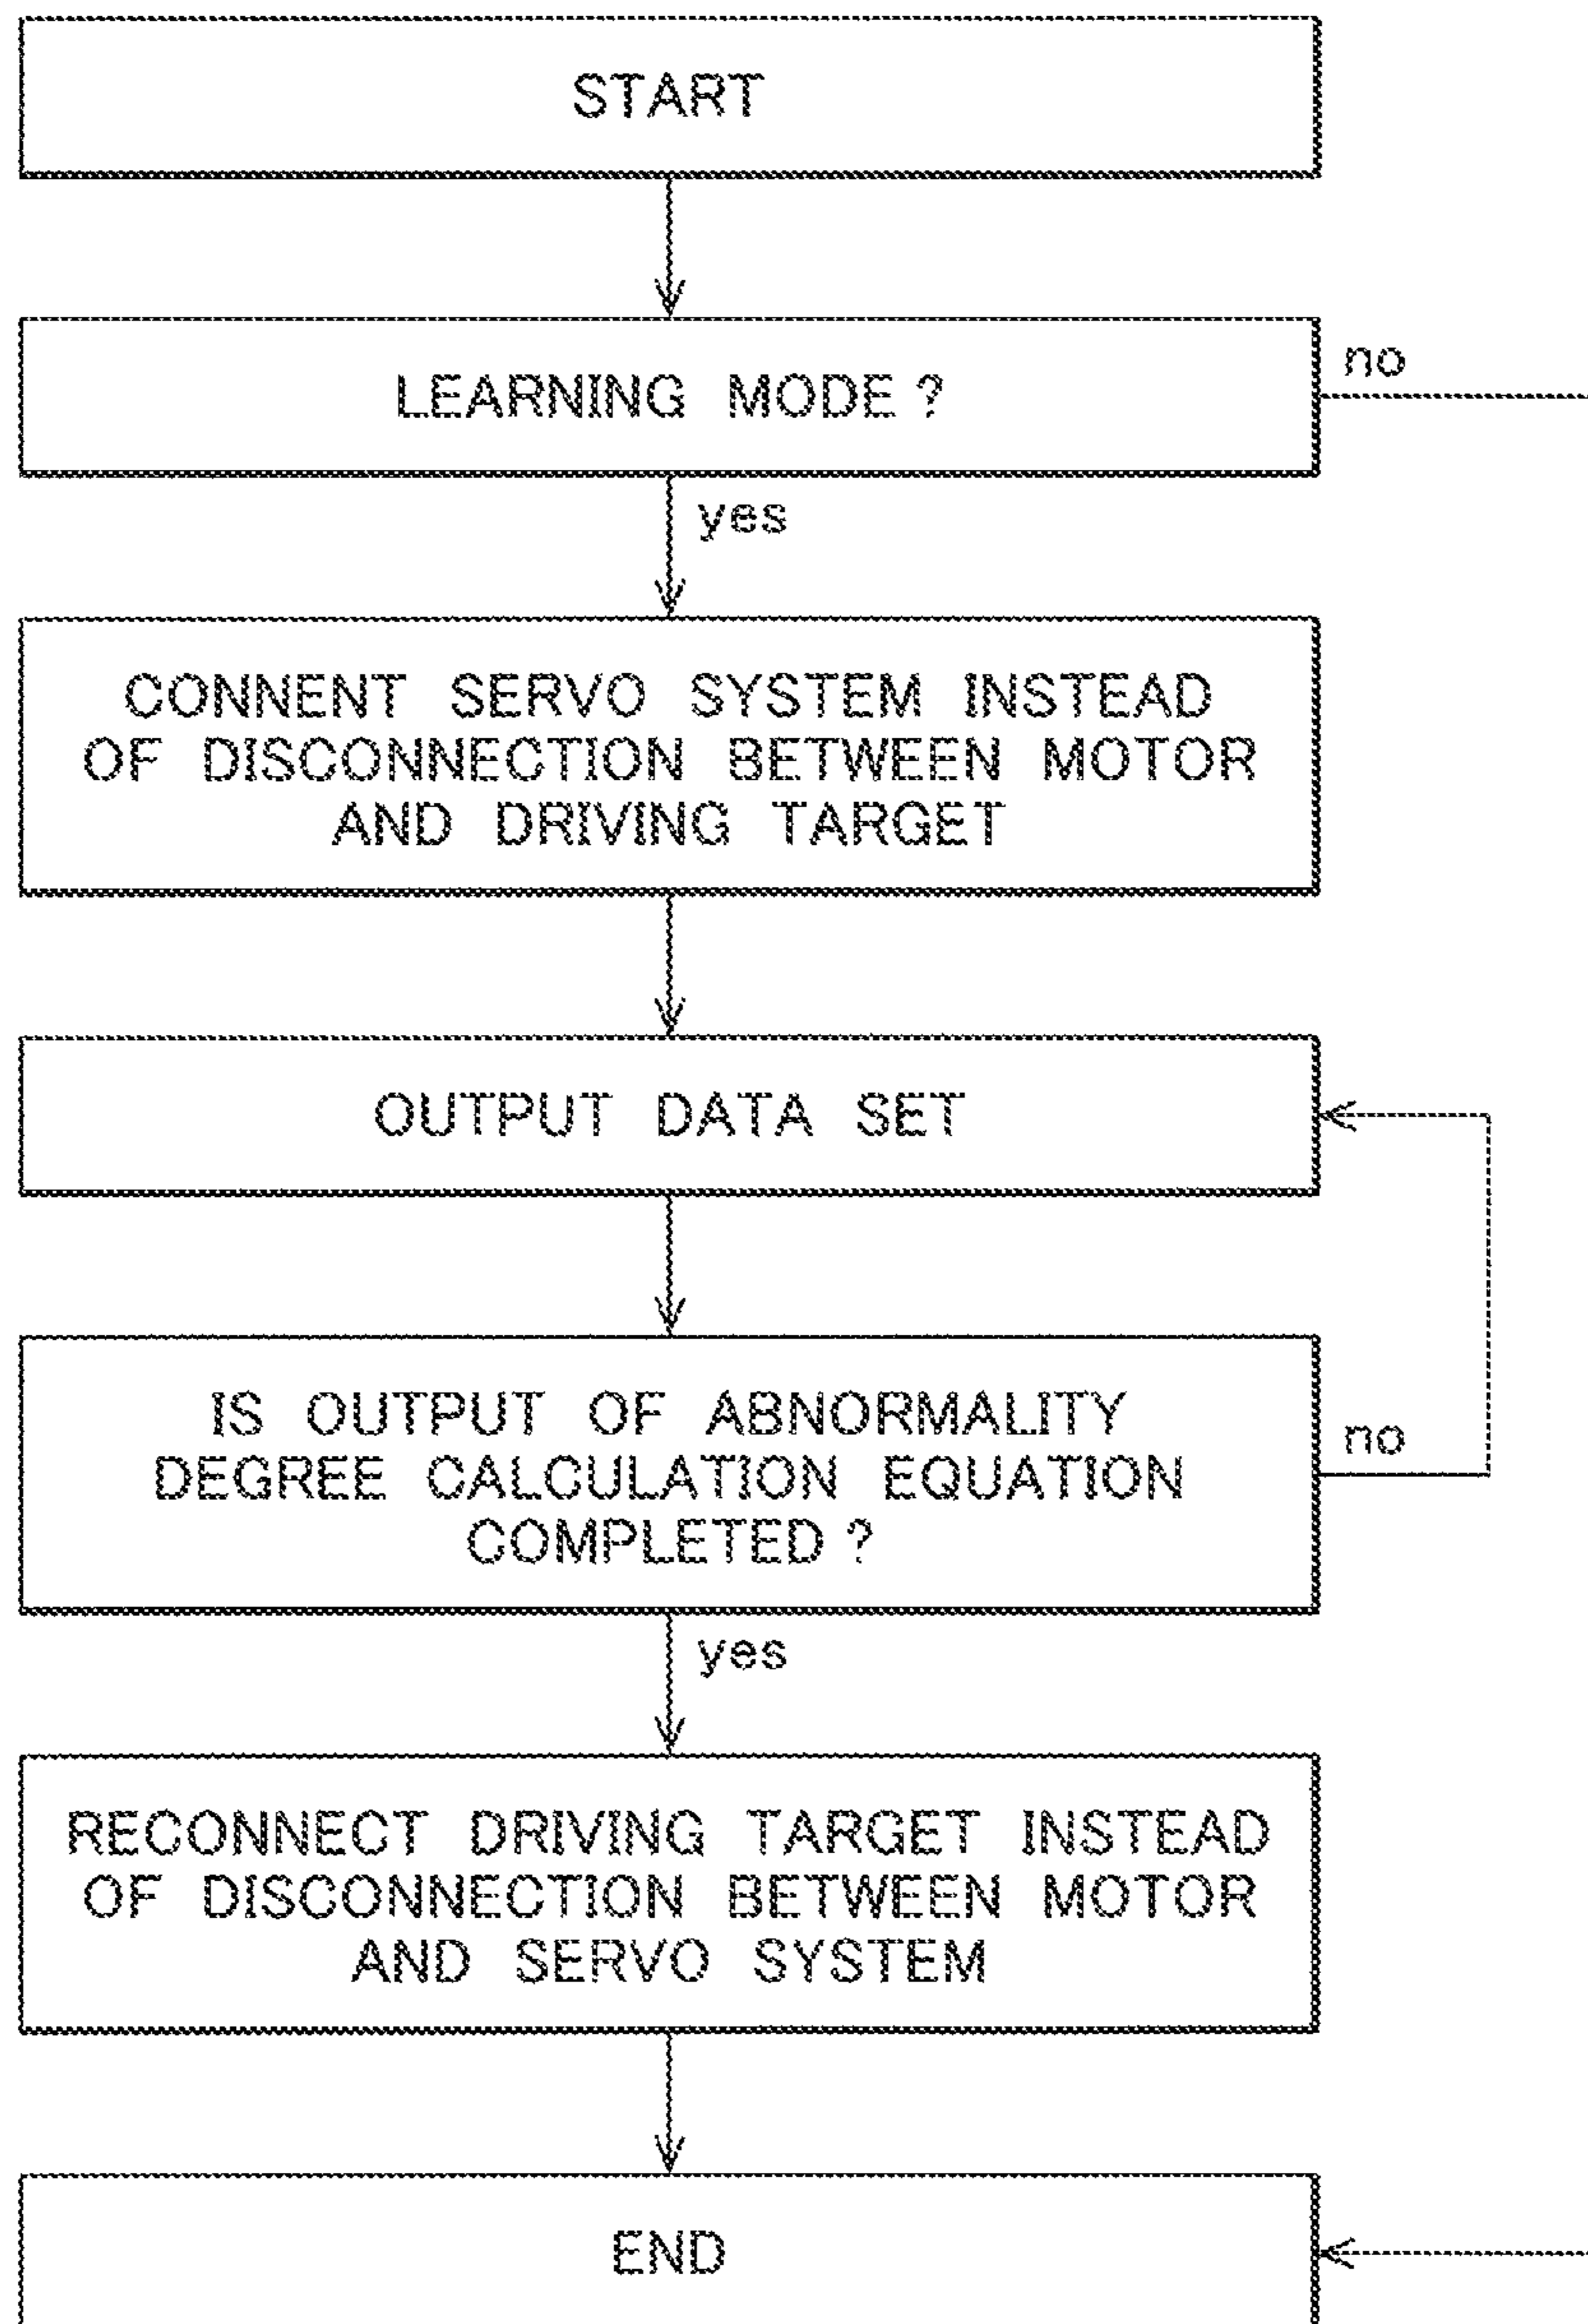 START
LEARNING MODE ?
no
yes
CONNENT SERVO SYSTEM INSTEAD
OF DISCONNECTION BETWEEN MOTOR
AND DRIVING TARGET
OUTPUT DATA SET
IS OUTPUT OF ABNORMALITY
DEGREE CALCULATION EQUATION
COMPLETED ?
no
yes
RECONNECT DRIVING TARGET INSTEAD
OF DISCONNECTION BETWEEN MOTOR
AND SERVO SYSTEM
END